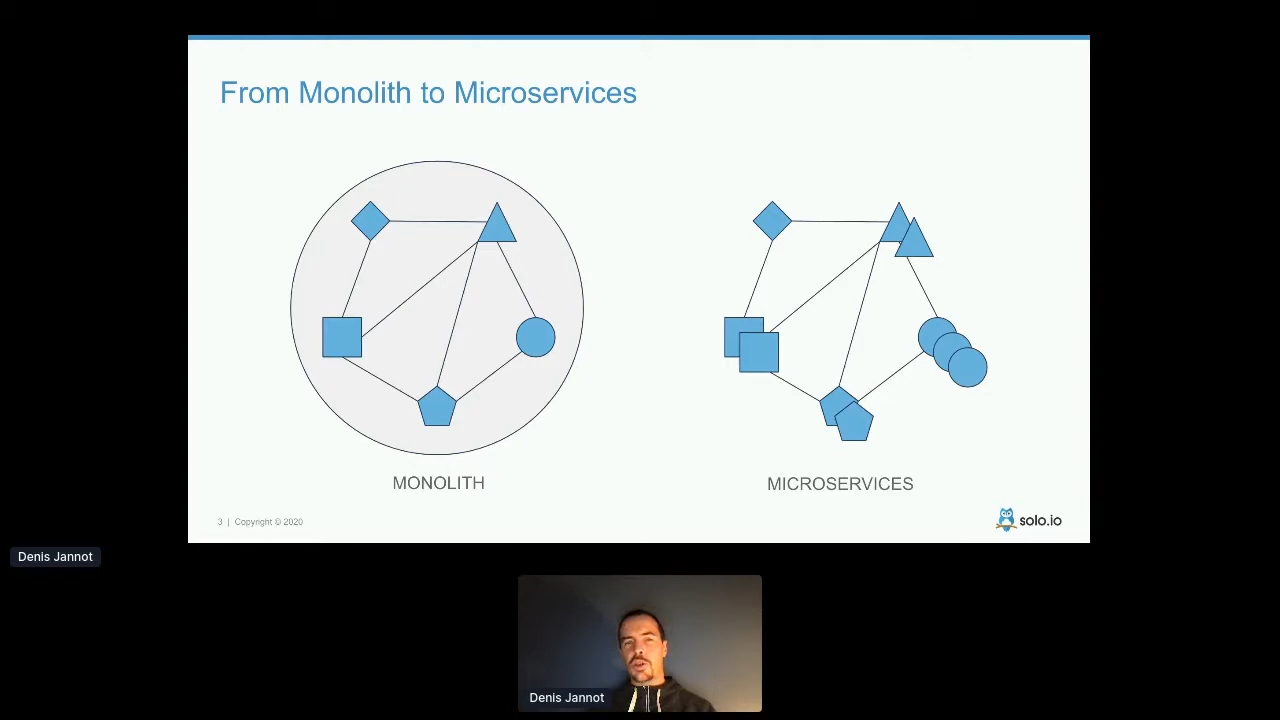 From Monolith to Microservices
MONOLITH
MICROSERVICES
3 | Copyright © 2020
solo.io
Denis Jannot
Denis Jannot